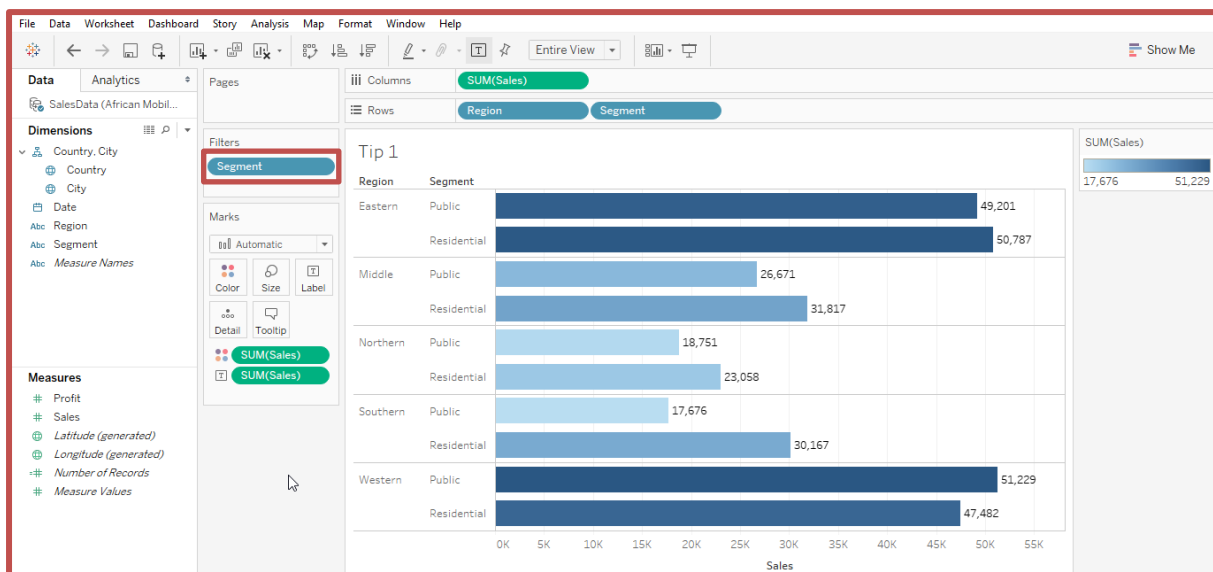 File Data Worksheet Dashboard Story Analysis Map Format Window Help
Entire View
Show Me
Data Analytics
SalesData (African Mobil...
Dimensions
Country, City
Country
City
Date
Abc Region
Abc Segment
Abc Measure Names
Measures
# Profit
# Sales
Latitude (generated)
Longitude (generated)
=# Number of Records
# Measure Values
Pages
Filters
Segment
Marks
Automatic
Color Size Label
Detail Tooltip
SUM(Sales)
SUM(Sales)
iii Columns SUM(Sales)
Rows Region Segment
Tip 1
Region Segment
Eastern Public 49,201
Residential 50,787
Middle Public 26,671
Residential 31,817
Northern Public 18,751
Residential 23,058
Southern Public 17,676
Residential 30,167
Western Public 51,229
Residential 47,482
0K 5K 10K 15K 20K 25K 30K 35K 40K 45K 50K 55K
Sales
SUM(Sales)
17,676 51,229